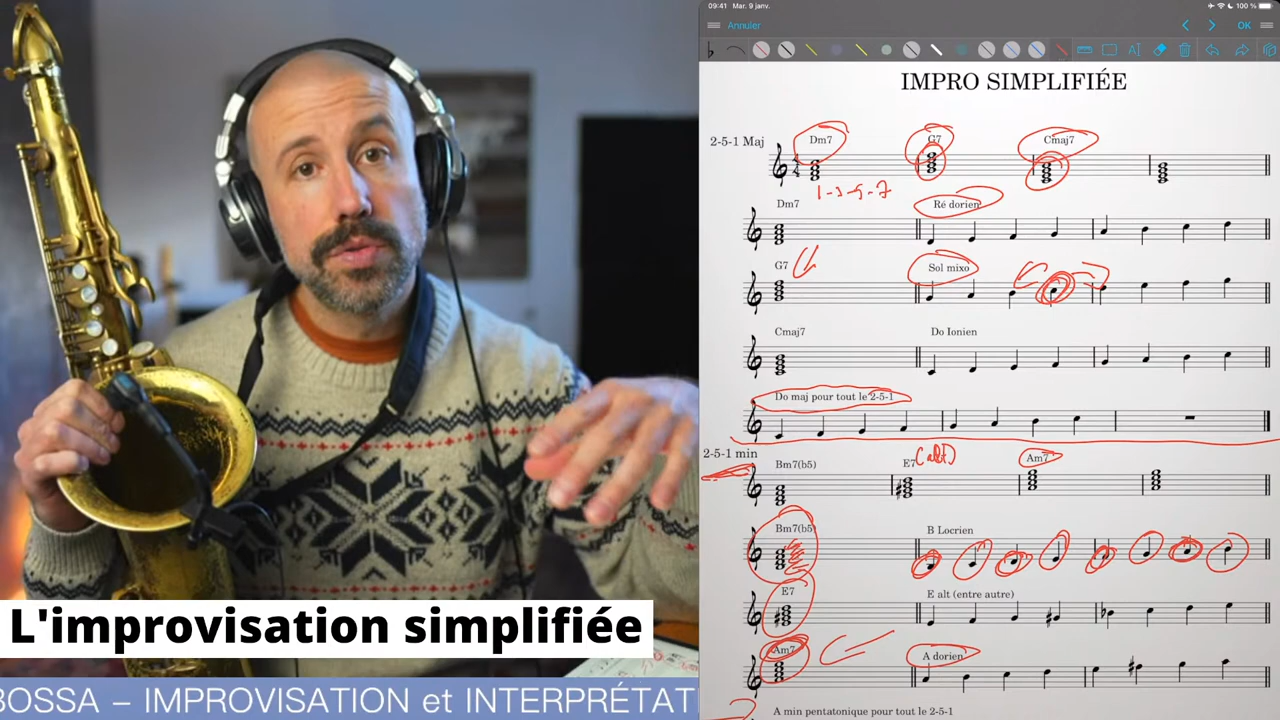 09:41 Mar. 9 janv.
100 %
Annuler
OK
IMPRO SIMPLIFIÉE
2-5-1 Maj
Dm7
G7
Cmaj7
1-3-5-7
Dm7
Ré dorien
G7
Sol mixo
Cmaj7
Do Ionien
Do maj pour tout le 2-5-1
2-5-1 min
Bm7(b5)
E7(alt)
Am7
Bm7(b5)
B Locrien
E7
E alt (entre autre)
Am7
A dorien
A min pentatonique pour tout le 2-5-1
L'improvisation simplifiée
BOSSA – IMPROVISATION et INTERPRÉTAT